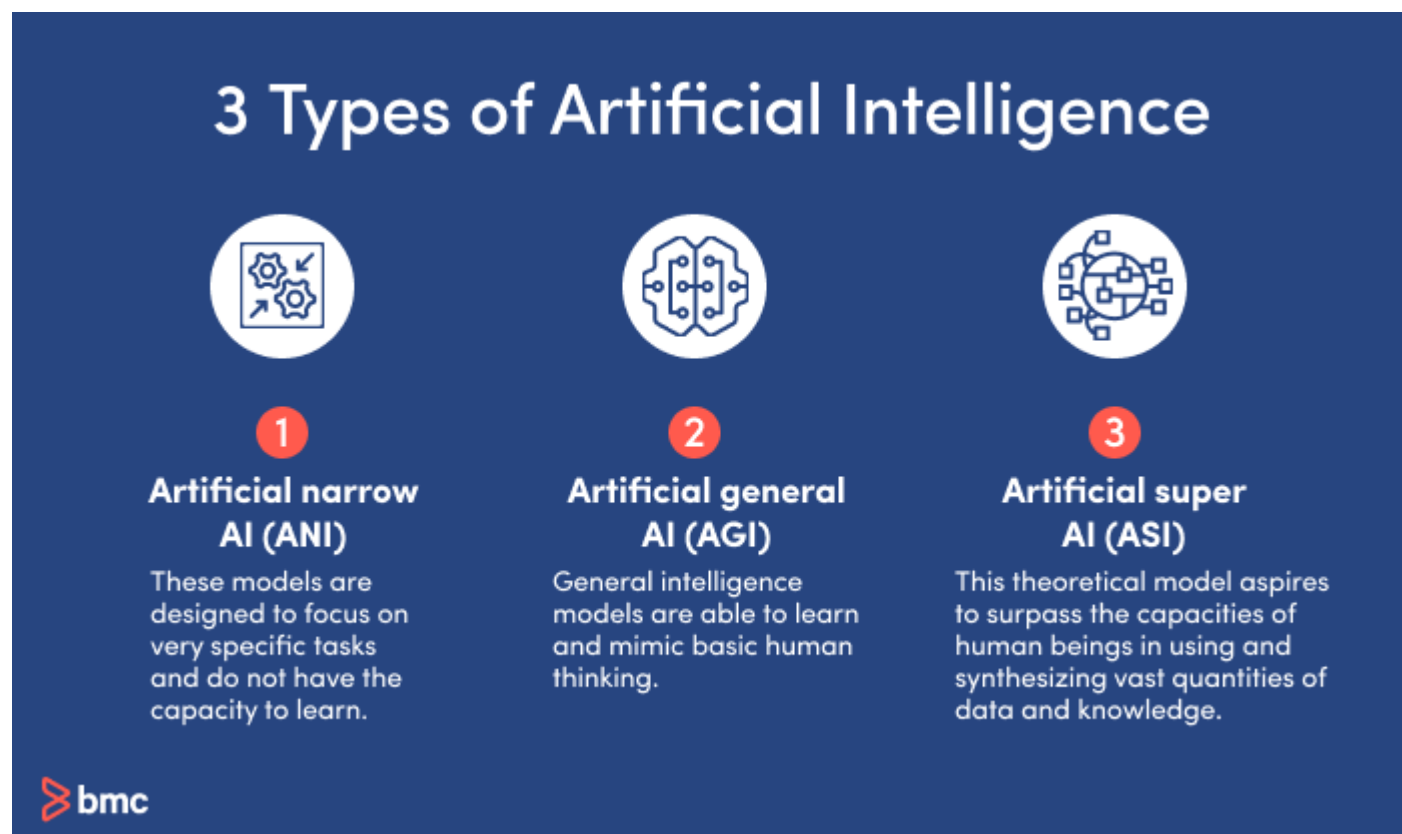 3 Types of Artificial Intelligence
1
Artificial narrow
AI (ANI)
These models are
designed to focus on
very specific tasks
and do not have the
capacity to learn.
2
Artificial general
AI (AGI)
General intelligence
models are able to learn
and mimic basic human
thinking.
3
Artificial super
AI (ASI)
This theoretical model aspires
to surpass the capacities of
human beings in using and
synthesizing vast quantities of
data and knowledge.
bmc